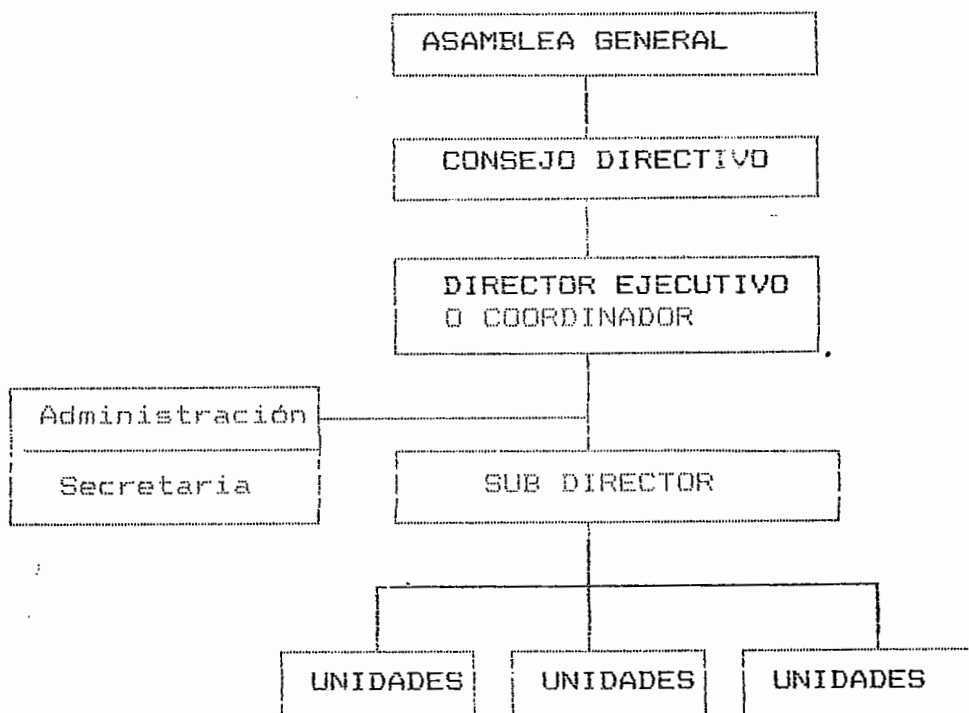 ASAMBLEA GENERAL
CONSEJO DIRECTIVO
DIRECTOR EJECUTIVO
O COORDINADOR
Administración
Secretaria
SUB DIRECTOR
UNIDADES
UNIDADES
UNIDADES